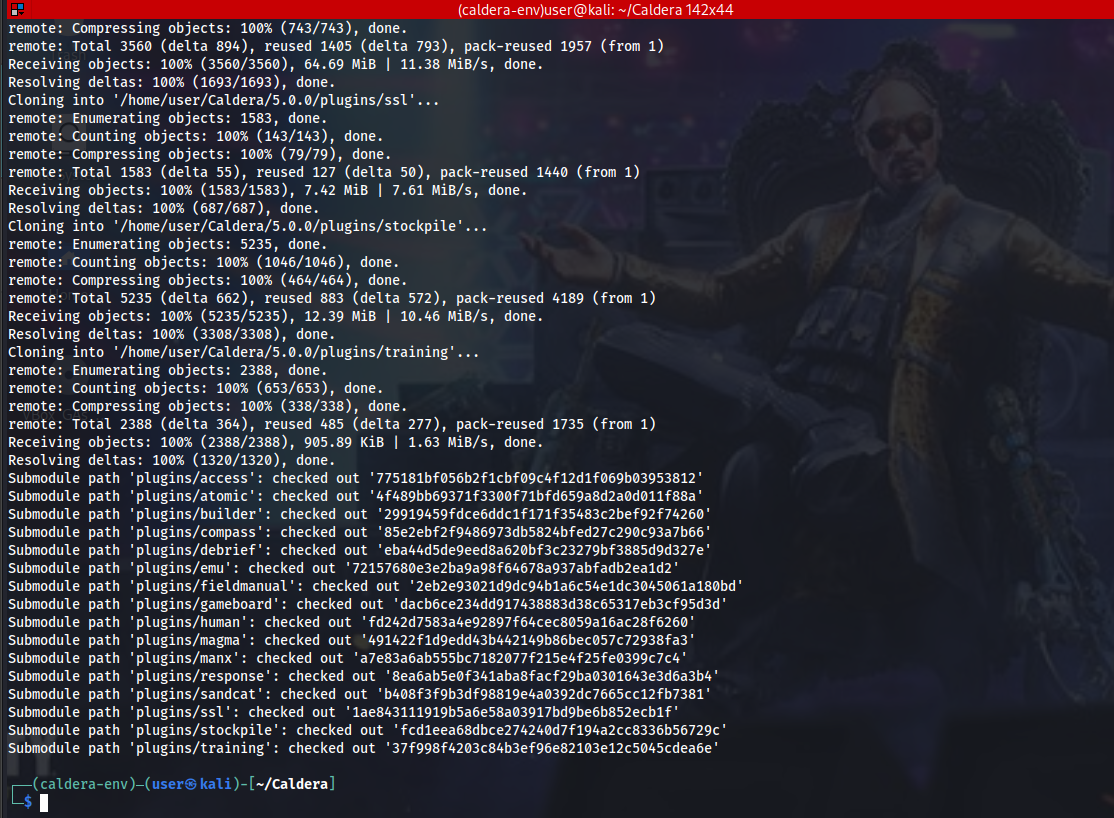 (caldera-env)user@kali: ~/Caldera 142x44
remote: Compressing objects: 100% (743/743), done.
remote: Total 3560 (delta 894), reused 1405 (delta 793), pack-reused 1957 (from 1)
Receiving objects: 100% (3560/3560), 64.69 MiB | 11.38 MiB/s, done.
Resolving deltas: 100% (1693/1693), done.
Cloning into '/home/user/Caldera/5.0.0/plugins/ssl'...
remote: Enumerating objects: 1583, done.
remote: Counting objects: 100% (143/143), done.
remote: Compressing objects: 100% (79/79), done.
remote: Total 1583 (delta 55), reused 127 (delta 50), pack-reused 1440 (from 1)
Receiving objects: 100% (1583/1583), 7.42 MiB | 7.61 MiB/s, done.
Resolving deltas: 100% (687/687), done.
Cloning into '/home/user/Caldera/5.0.0/plugins/stockpile'...
remote: Enumerating objects: 5235, done.
remote: Counting objects: 100% (1046/1046), done.
remote: Compressing objects: 100% (464/464), done.
remote: Total 5235 (delta 662), reused 883 (delta 572), pack-reused 4189 (from 1)
Receiving objects: 100% (5235/5235), 12.39 MiB | 10.46 MiB/s, done.
Resolving deltas: 100% (3308/3308), done.
Cloning into '/home/user/Caldera/5.0.0/plugins/training'...
remote: Enumerating objects: 2388, done.
remote: Counting objects: 100% (653/653), done.
remote: Compressing objects: 100% (338/338), done.
remote: Total 2388 (delta 364), reused 485 (delta 277), pack-reused 1735 (from 1)
Receiving objects: 100% (2388/2388), 905.89 KiB | 1.63 MiB/s, done.
Resolving deltas: 100% (1320/1320), done.
Submodule path 'plugins/access': checked out '775181bf056b2f1cbf09c4f12d1f069b03953812'
Submodule path 'plugins/atomic': checked out '4f489bb69371f3300f71bfd659a8d2a0d011f88a'
Submodule path 'plugins/builder': checked out '29919459fdce6ddc1f171f35483c2bef92f74260'
Submodule path 'plugins/compass': checked out '85e2ebf2f9486973db5824bfed27c290c93a7b66'
Submodule path 'plugins/debrief': checked out 'eba44d5de9eed8a620bf3c23279bf3885d9d327e'
Submodule path 'plugins/emu': checked out '72157680e3e2ba9a98f64678a937abfadb2ea1d2'
Submodule path 'plugins/fieldmanual': checked out '2eb2e93021d9dc94b1a6c54e1dc3045061a180bd'
Submodule path 'plugins/gameboard': checked out 'dacb6ce234dd917438883d38c65317eb3cf95d3d'
Submodule path 'plugins/human': checked out 'fd242d7583a4e92897f64cec8059a16ac28f6260'
Submodule path 'plugins/magma': checked out '491422f1d9edd43b442149b86bec057c72938fa3'
Submodule path 'plugins/manx': checked out 'a7e83a6ab555bc7182077f215e4f25fe0399c7c4'
Submodule path 'plugins/response': checked out '8ea6ab5e0f341aba8facf29ba0301643e3d6a3b4'
Submodule path 'plugins/sandcat': checked out 'b408f3f9b3df98819e4a0392dc7665cc12fb7381'
Submodule path 'plugins/ssl': checked out '1ae843111919b5a6e58a03917bd9be6b852ecb1f'
Submodule path 'plugins/stockpile': checked out 'fcd1eea68dbce274240d7f194a2cc8336b56729c'
Submodule path 'plugins/training': checked out '37f998f4203c84b3ef96e82103e12c5045cdea6e'
┌──(caldera-env)─(user㉿kali)-[~/Caldera]
└─$